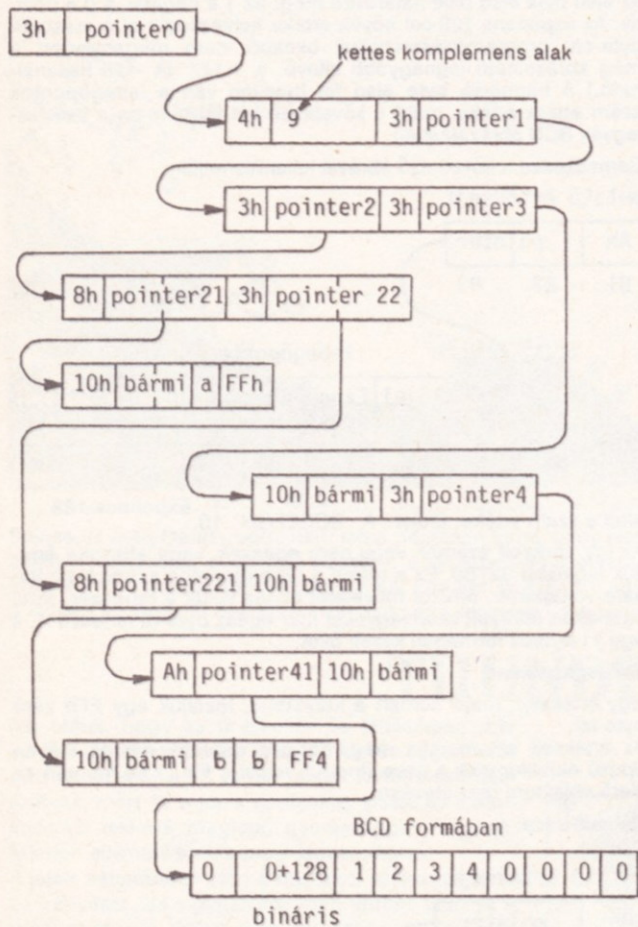 3h pointer0
kettes komplemens alak
4h 9 3h pointer1
3h pointer2 3h pointer3
8h pointer21 3h pointer 22
10h bármi a FFh
10h bármi 3h pointer4
8h pointer221 10h bármi
Ah pointer41 10h bármi
10h bármi b b FF4
BCD formában
0 0+128 1 2 3 4 0 0 0 0
bináris